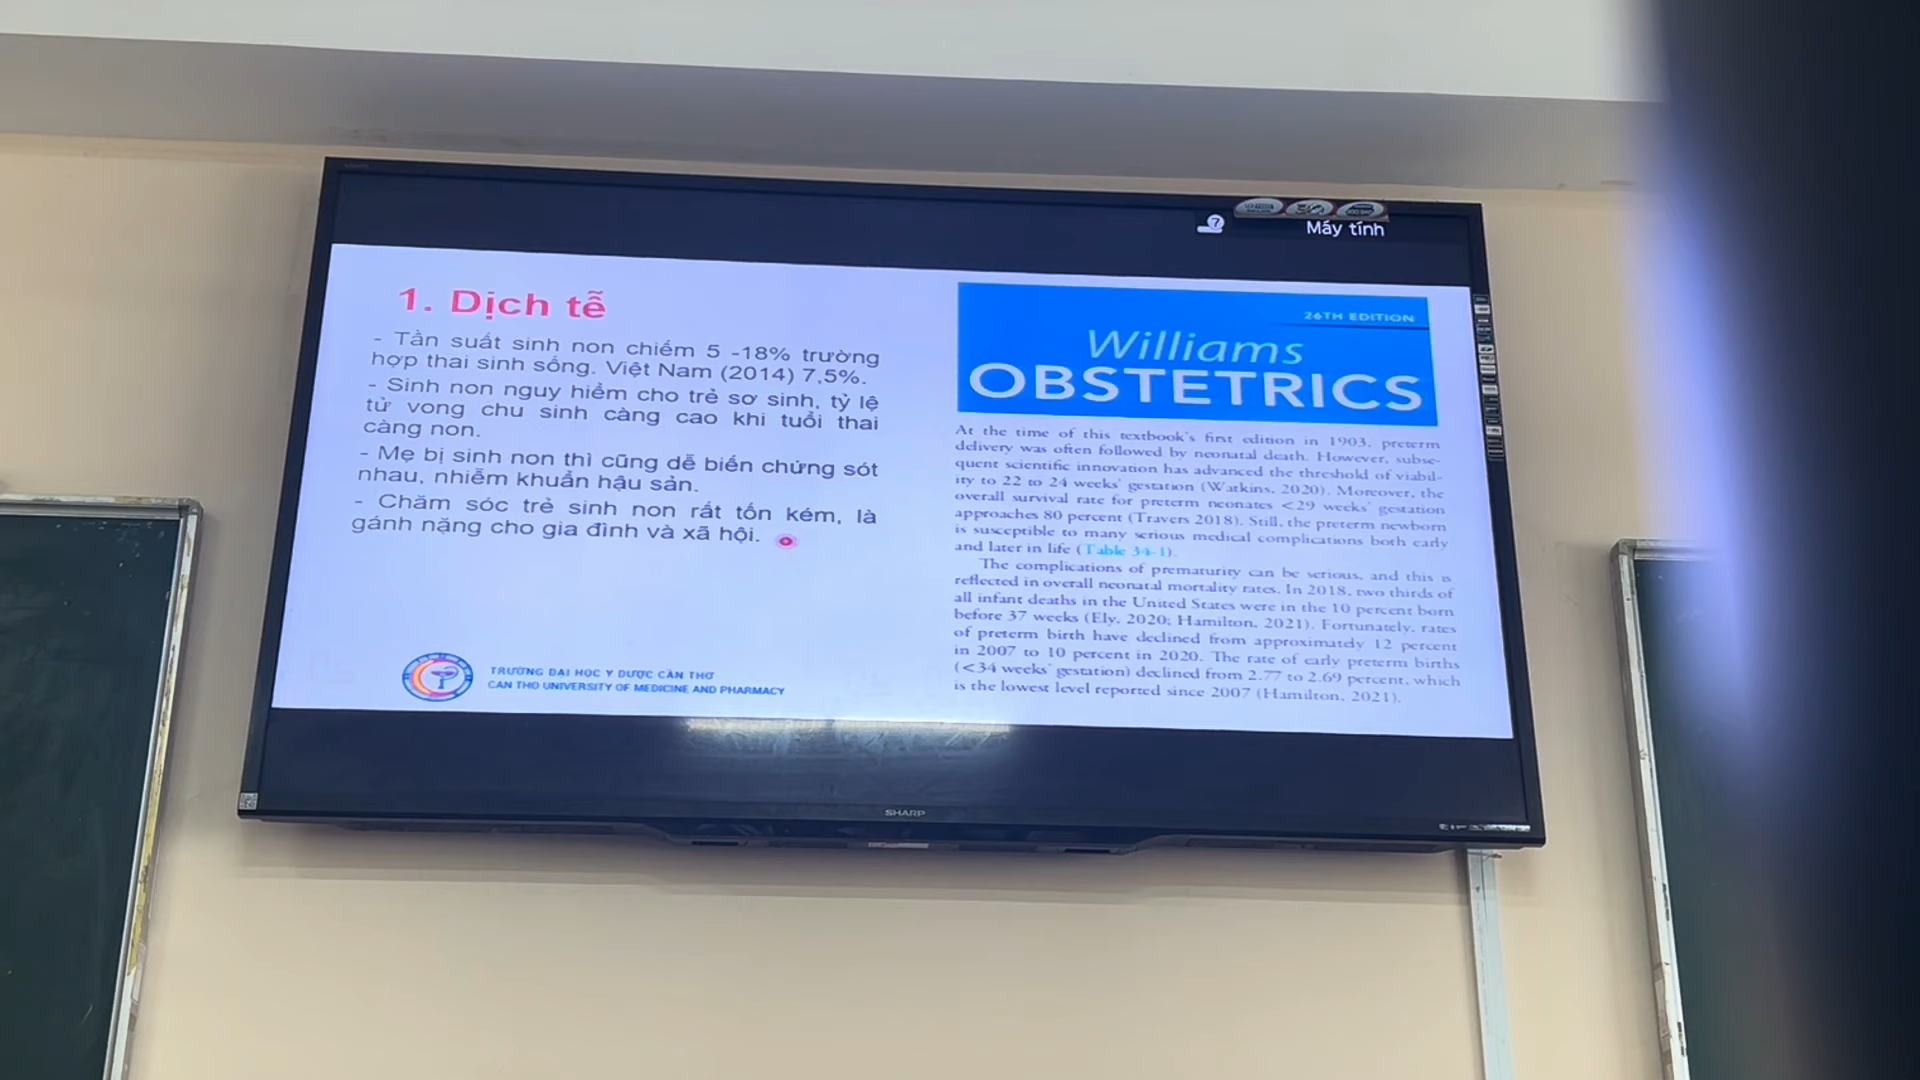 Máy tính
1. Dịch tễ
- Tần suất sinh non chiếm 5 -18% trường
hợp thai sinh sống. Việt Nam (2014) 7,5%.
- Sinh non nguy hiểm cho trẻ sơ sinh, tỷ lệ
tử vong chu sinh càng cao khi tuổi thai
càng non.
- Mẹ bị sinh non thì cũng dễ biến chứng sót
nhau, nhiễm khuẩn hậu sản.
- Chăm sóc trẻ sinh non rất tốn kém, là
gánh nặng cho gia đình và xã hội.
TRƯỜNG ĐẠI HỌC Y DƯỢC CẦN THƠ
CAN THO UNIVERSITY OF MEDICINE AND PHARMACY
26TH EDITION
Williams
OBSTETRICS
At the time of this textbook's first edition in 1903, preterm
delivery was often followed by neonatal death. However, subse-
quent scientific innovation has advanced the threshold of viabil-
ity to 22 to 24 weeks' gestation (Watkins, 2020). Moreover, the
overall survival rate for preterm neonates <29 weeks' gestation
approaches 80 percent (Travers 2018). Still, the preterm newborn
is susceptible to many serious medical complications both early
and later in life (Table 34-1).
The complications of prematurity can be serious, and this is
reflected in overall neonatal mortality rates. In 2018, two thirds of
all infant deaths in the United States were in the 10 percent born
before 37 weeks (Ely, 2020; Hamilton, 2021). Fortunately, rates
of preterm birth have declined from approximately 12 percent
in 2007 to 10 percent in 2020. The rate of early preterm births
(<34 weeks' gestation) declined from 2.77 to 2.69 percent, which
is the lowest level reported since 2007 (Hamilton, 2021).
SHARP